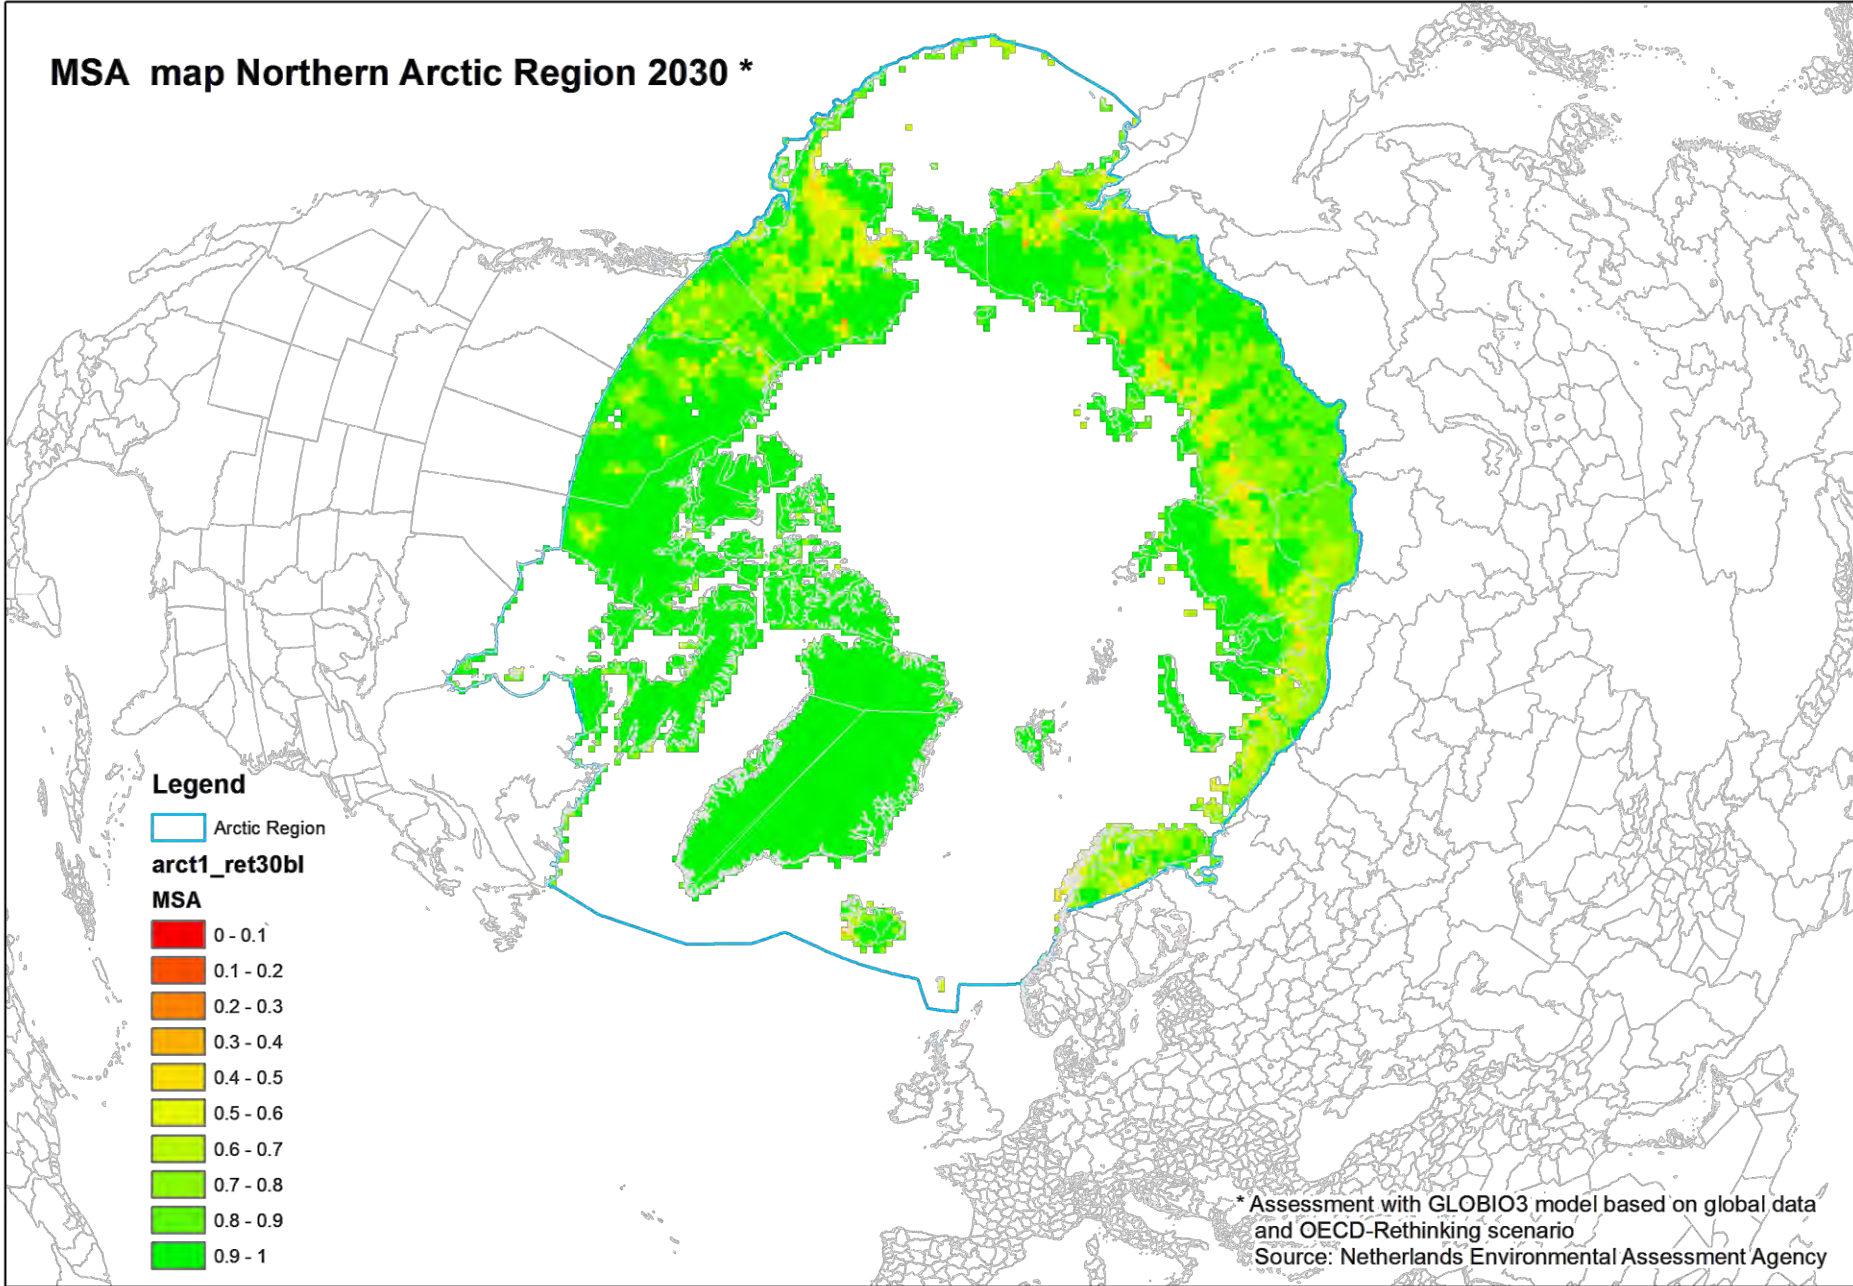 MSA map Northern Arctic Region 2030 *
Legend
Arctic Region
arct1_ret30bl
MSA
0 - 0.1
0.1 - 0.2
0.2 - 0.3
0.3 - 0.4
0.4 - 0.5
0.5 - 0.6
0.6 - 0.7
0.7 - 0.8
0.8 - 0.9
0.9 - 1
* Assessment with GLOBIO3 model based on global data
and OECD-Rethinking scenario
Source: Netherlands Environmental Assessment Agency